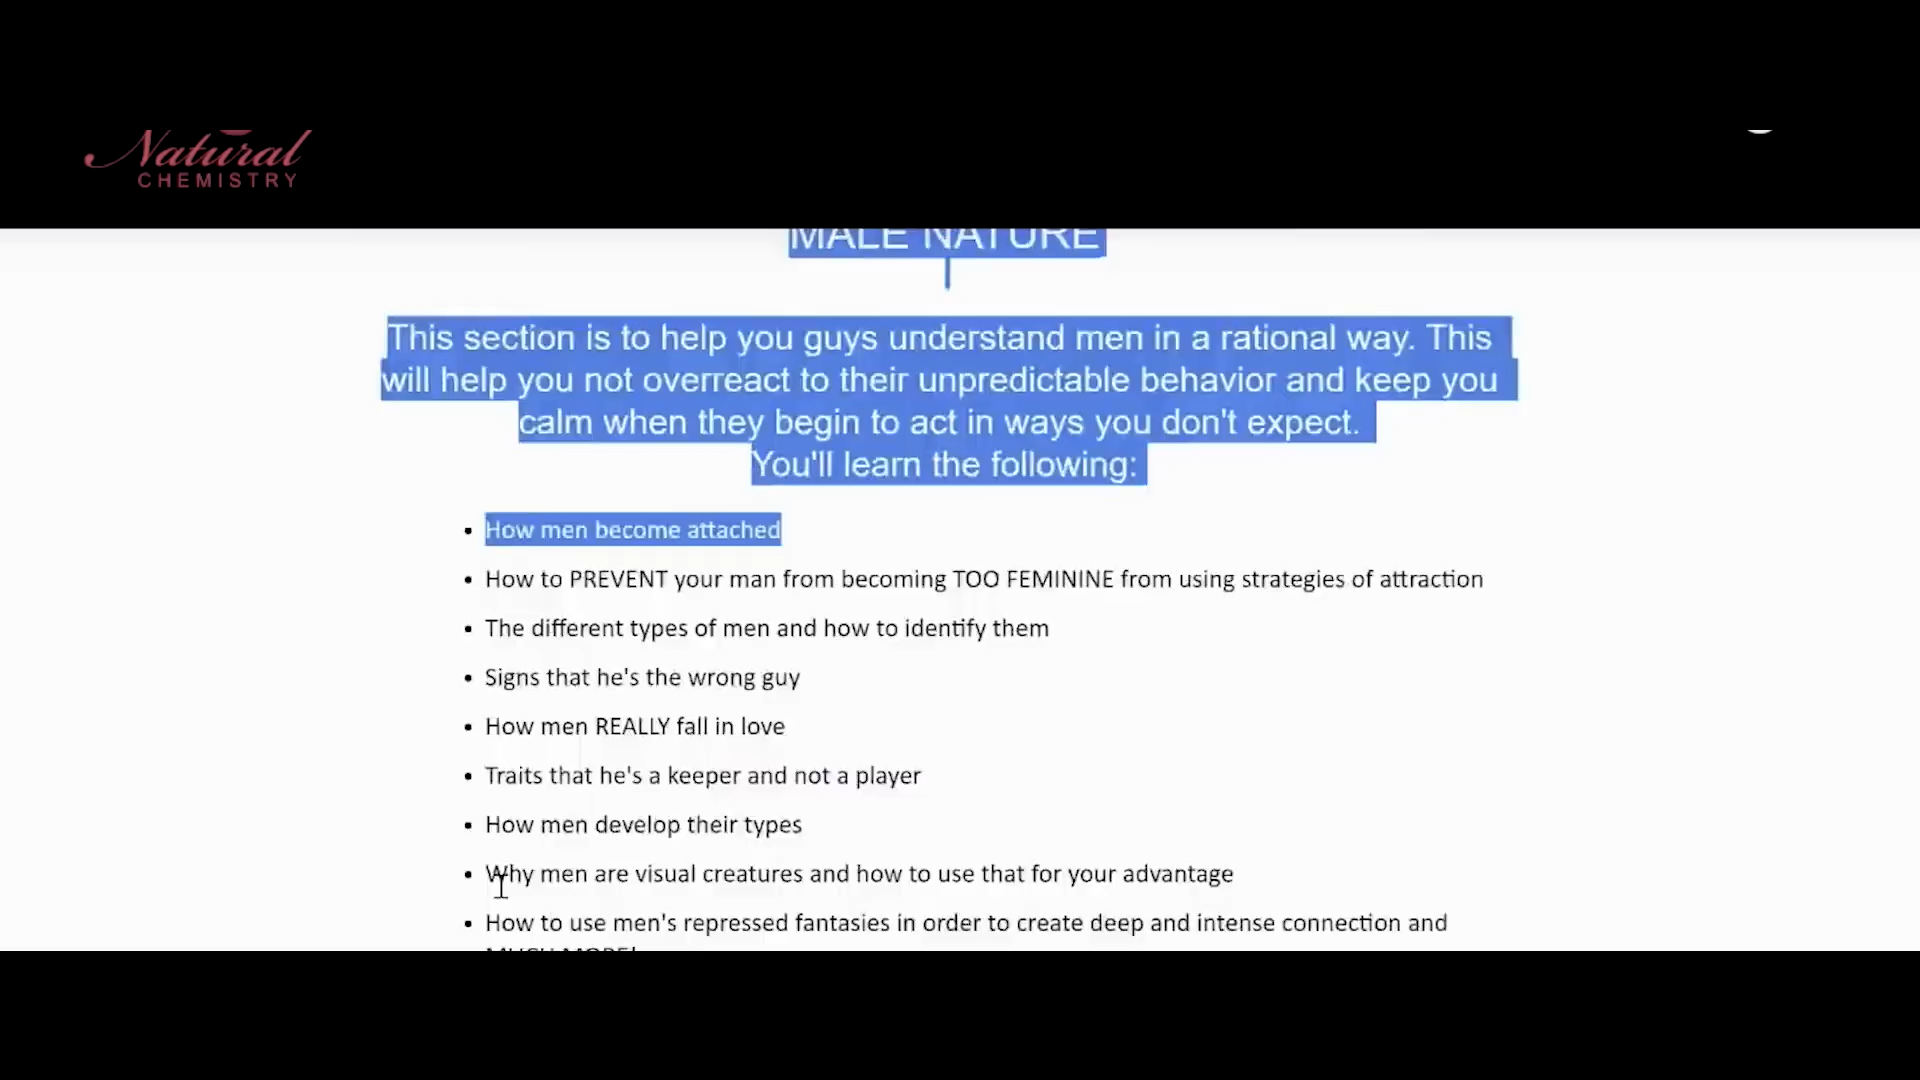 Natural
CHEMISTRY
MALE NATURE
This section is to help you guys understand men in a rational way. This
will help you not overreact to their unpredictable behavior and keep you
calm when they begin to act in ways you don't expect.
You'll learn the following:
• How men become attached
• How to PREVENT your man from becoming TOO FEMININE from using strategies of attraction
• The different types of men and how to identify them
• Signs that he's the wrong guy
• How men REALLY fall in love
• Traits that he's a keeper and not a player
• How men develop their types
• Why men are visual creatures and how to use that for your advantage
• How to use men's repressed fantasies in order to create deep and intense connection and
MUCH MORE!